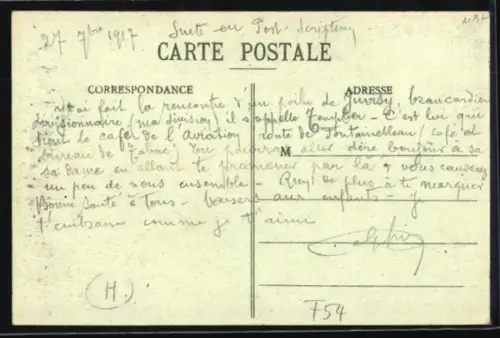 27 7bre 1917 Suite en Post-Scriptum
CARTE POSTALE
CORRESPONDANCE
ADRESSE
J'ai fait la rencontre d'un poilu de Juvisy, brancardier
divisionnaire (ma division) il s'appelle Templier - C'est lui qui
tient le café de l'aviation route de Fontainebleau (café et
bureau de Tabac) Tu pourras aller dire bonjour à sa
M
dame en allant te promener par là & vous causerez
un peu de nous ensemble - Rien de plus à te marquer
Bonne santé à tous - baisers aux enfants - Je
t'embrasse comme je t'aime
H
F54